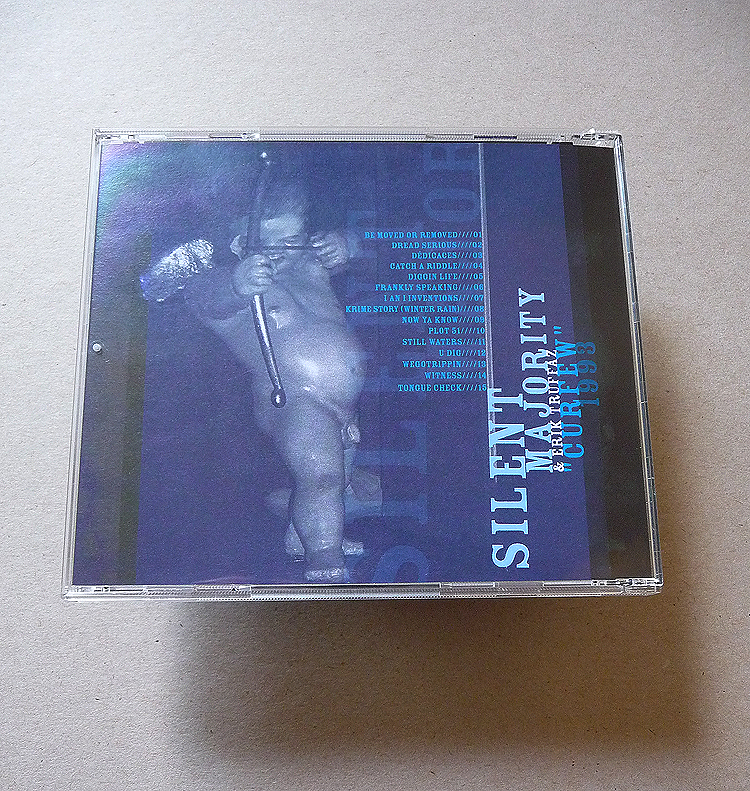 BE MOVED OR REMOVED////01
DREAD SERIOUS////02
DÉDICACES////03
CATCH A RIDDLE////04
DIGGIN LIFE////05
FRANKLY SPEAKING////06
I AN I INVENTIONS////07
KRIME STORY (WINTER RAIN)////08
NOW YA KNOW////09
PLOT 51////10
STILL WATERS////11
U DIG////12
WEGOTRIPPIN////13
WITNESS////14
TONGUE CHECK////15
SILENT
MAJORITY
& ERIK TRUFFAZ
"CURFEW"
1993